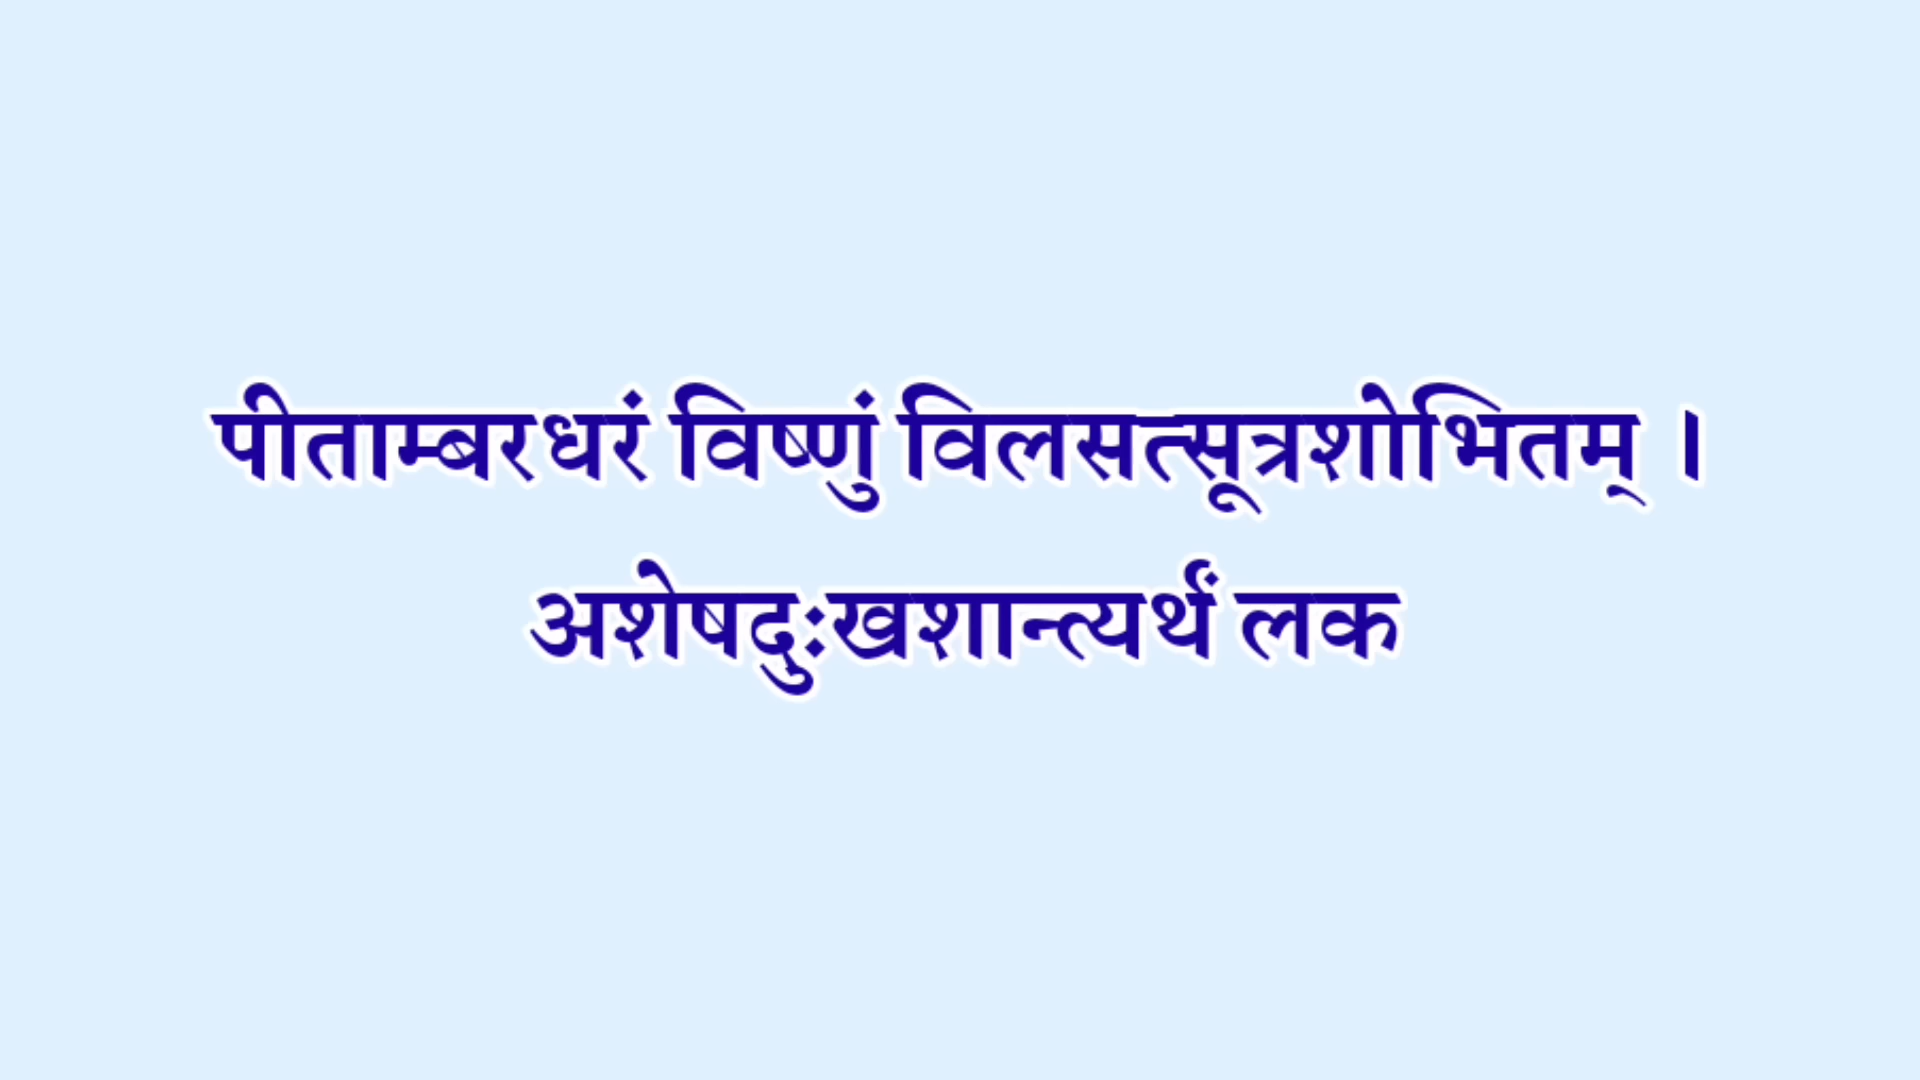 पीताम्बरधरं विष्णुं विलसत्सूत्रशोभितम् ।
अशेषदुःखशान्त्यर्थं लक